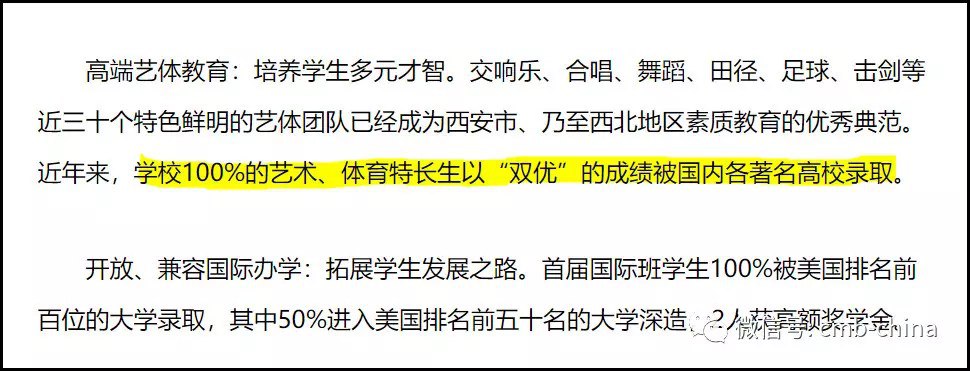 高端艺体教育：培养学生多元才智。交响乐、合唱、舞蹈、田径、足球、击剑等
近三十个特色鲜明的艺体团队已经成为西安市、乃至西北地区素质教育的优秀典范。
近年来，学校100%的艺术、体育特长生以“双优”的成绩被国内各著名高校录取。
开放、兼容国际办学：拓展学生发展之路。首届国际班学生100%被美国排名前
百位的大学录取，其中50%进入美国排名前五十名的大学深造，2人获高额奖学金。
微信号: cmb-china